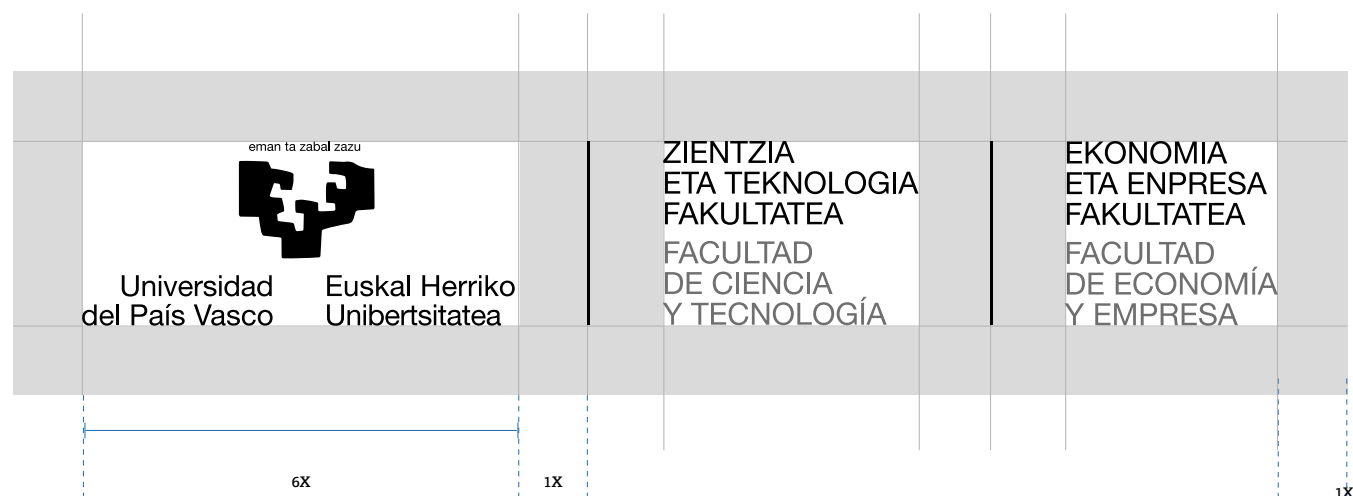 eman ta zabal zazu
Universidad
del País Vasco
Euskal Herriko
Unibertsitatea
ZIENTZIA
ETA TEKNOLOGIA
FAKULTATEA
FACULTAD
DE CIENCIA
Y TECNOLOGÍA
EKONOMIA
ETA ENPRESA
FAKULTATEA
FACULTAD
DE ECONOMÍA
Y EMPRESA
6X
1X
1X